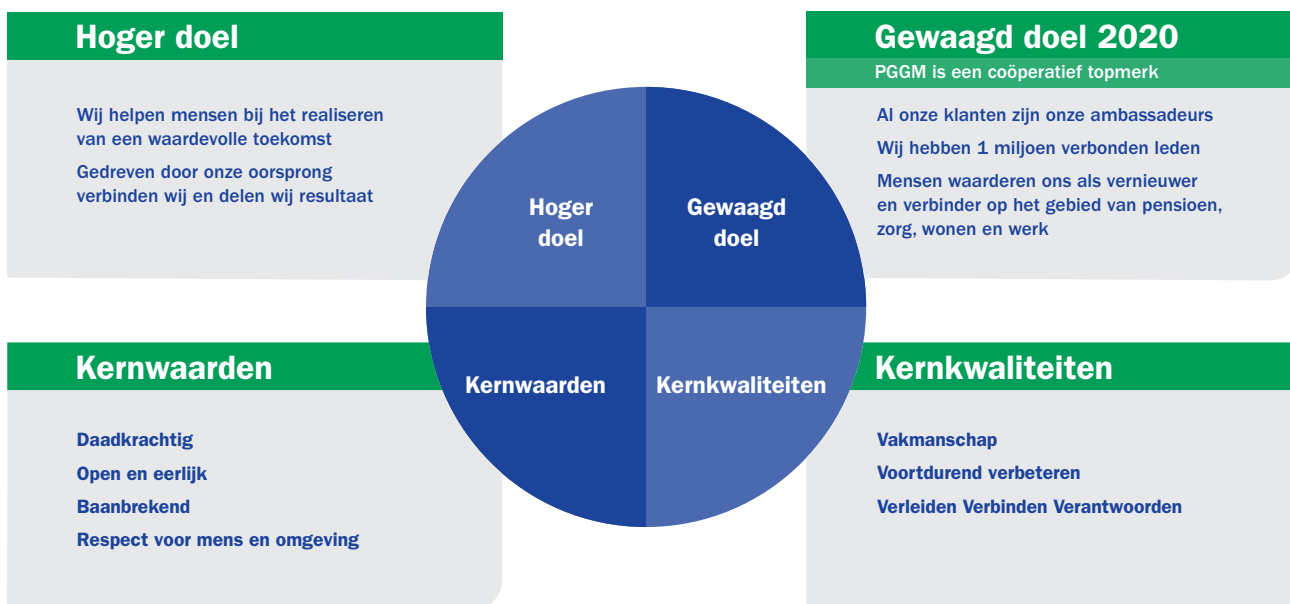 Hoger doel
Wij helpen mensen bij het realiseren
van een waardevolle toekomst
Gedreven door onze oorsprong
verbinden wij en delen wij resultaat
Gewaagd doel 2020
PGGM is een coöperatief topmerk
Al onze klanten zijn onze ambassadeurs
Wij hebben 1 miljoen verbonden leden
Mensen waarderen ons als vernieuwer
en verbinder op het gebied van pensioen,
zorg, wonen en werk
Hoger
doel
Gewaagd
doel
Kernwaarden
Kernkwaliteiten
Kernwaarden
Daadkrachtig
Open en eerlijk
Baanbrekend
Respect voor mens en omgeving
Kernkwaliteiten
Vakmanschap
Voortdurend verbeteren
Verleiden Verbinden Verantwoorden